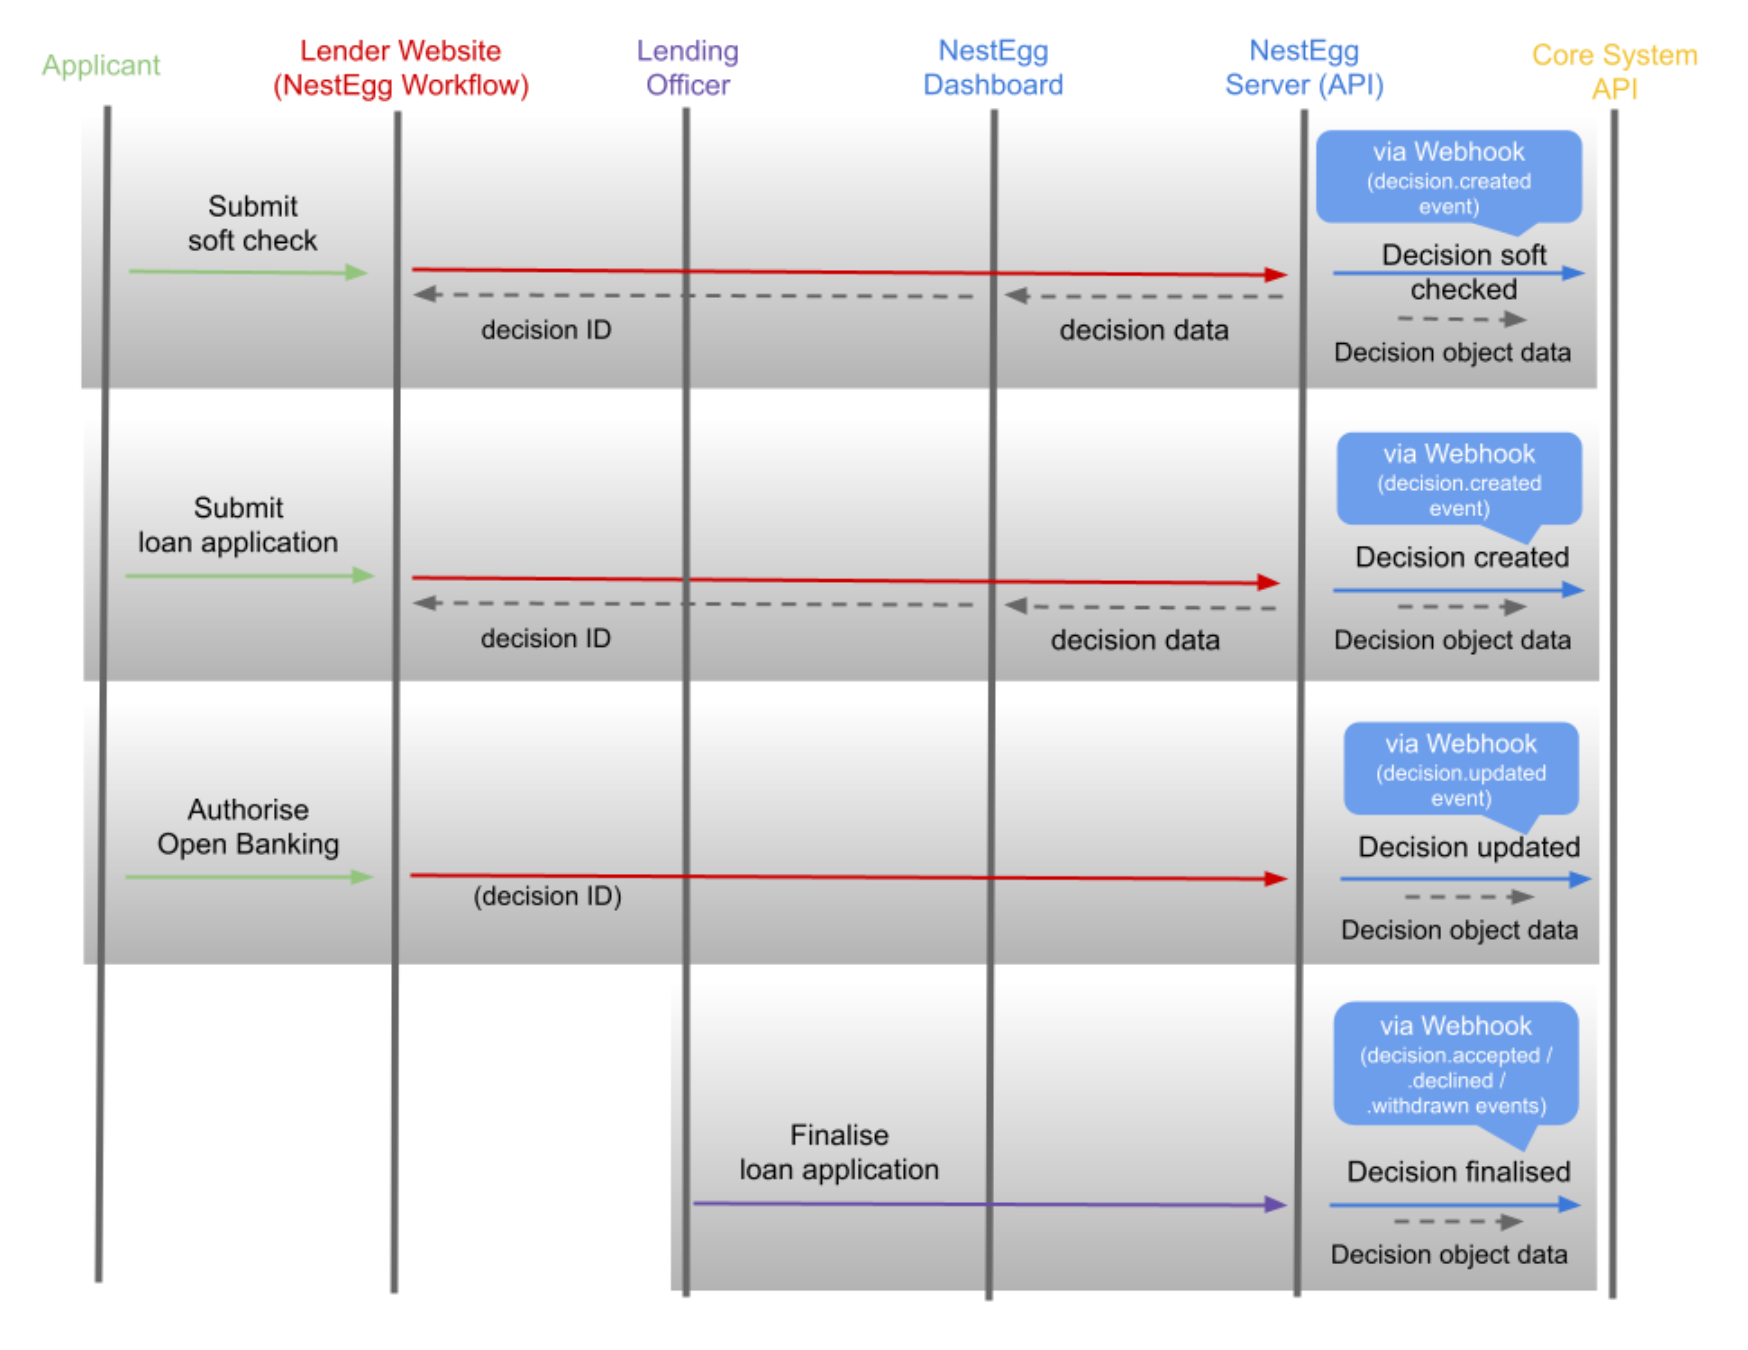 Applicant
Lender Website
(NestEgg Workflow)
Lending
Officer
NestEgg
Dashboard
NestEgg
Server (API)
Core System
API
via Webhook
(decision.created
event)
Submit
soft check
Decision soft
checked
decision ID
decision data
Decision object data
via Webhook
(decision.created
event)
Submit
loan application
Decision created
decision ID
decision data
Decision object data
via Webhook
(decision.updated
event)
Authorise
Open Banking
Decision updated
(decision ID)
Decision object data
via Webhook
(decision.accepted /
.declined /
.withdrawn events)
Finalise
loan application
Decision finalised
Decision object data